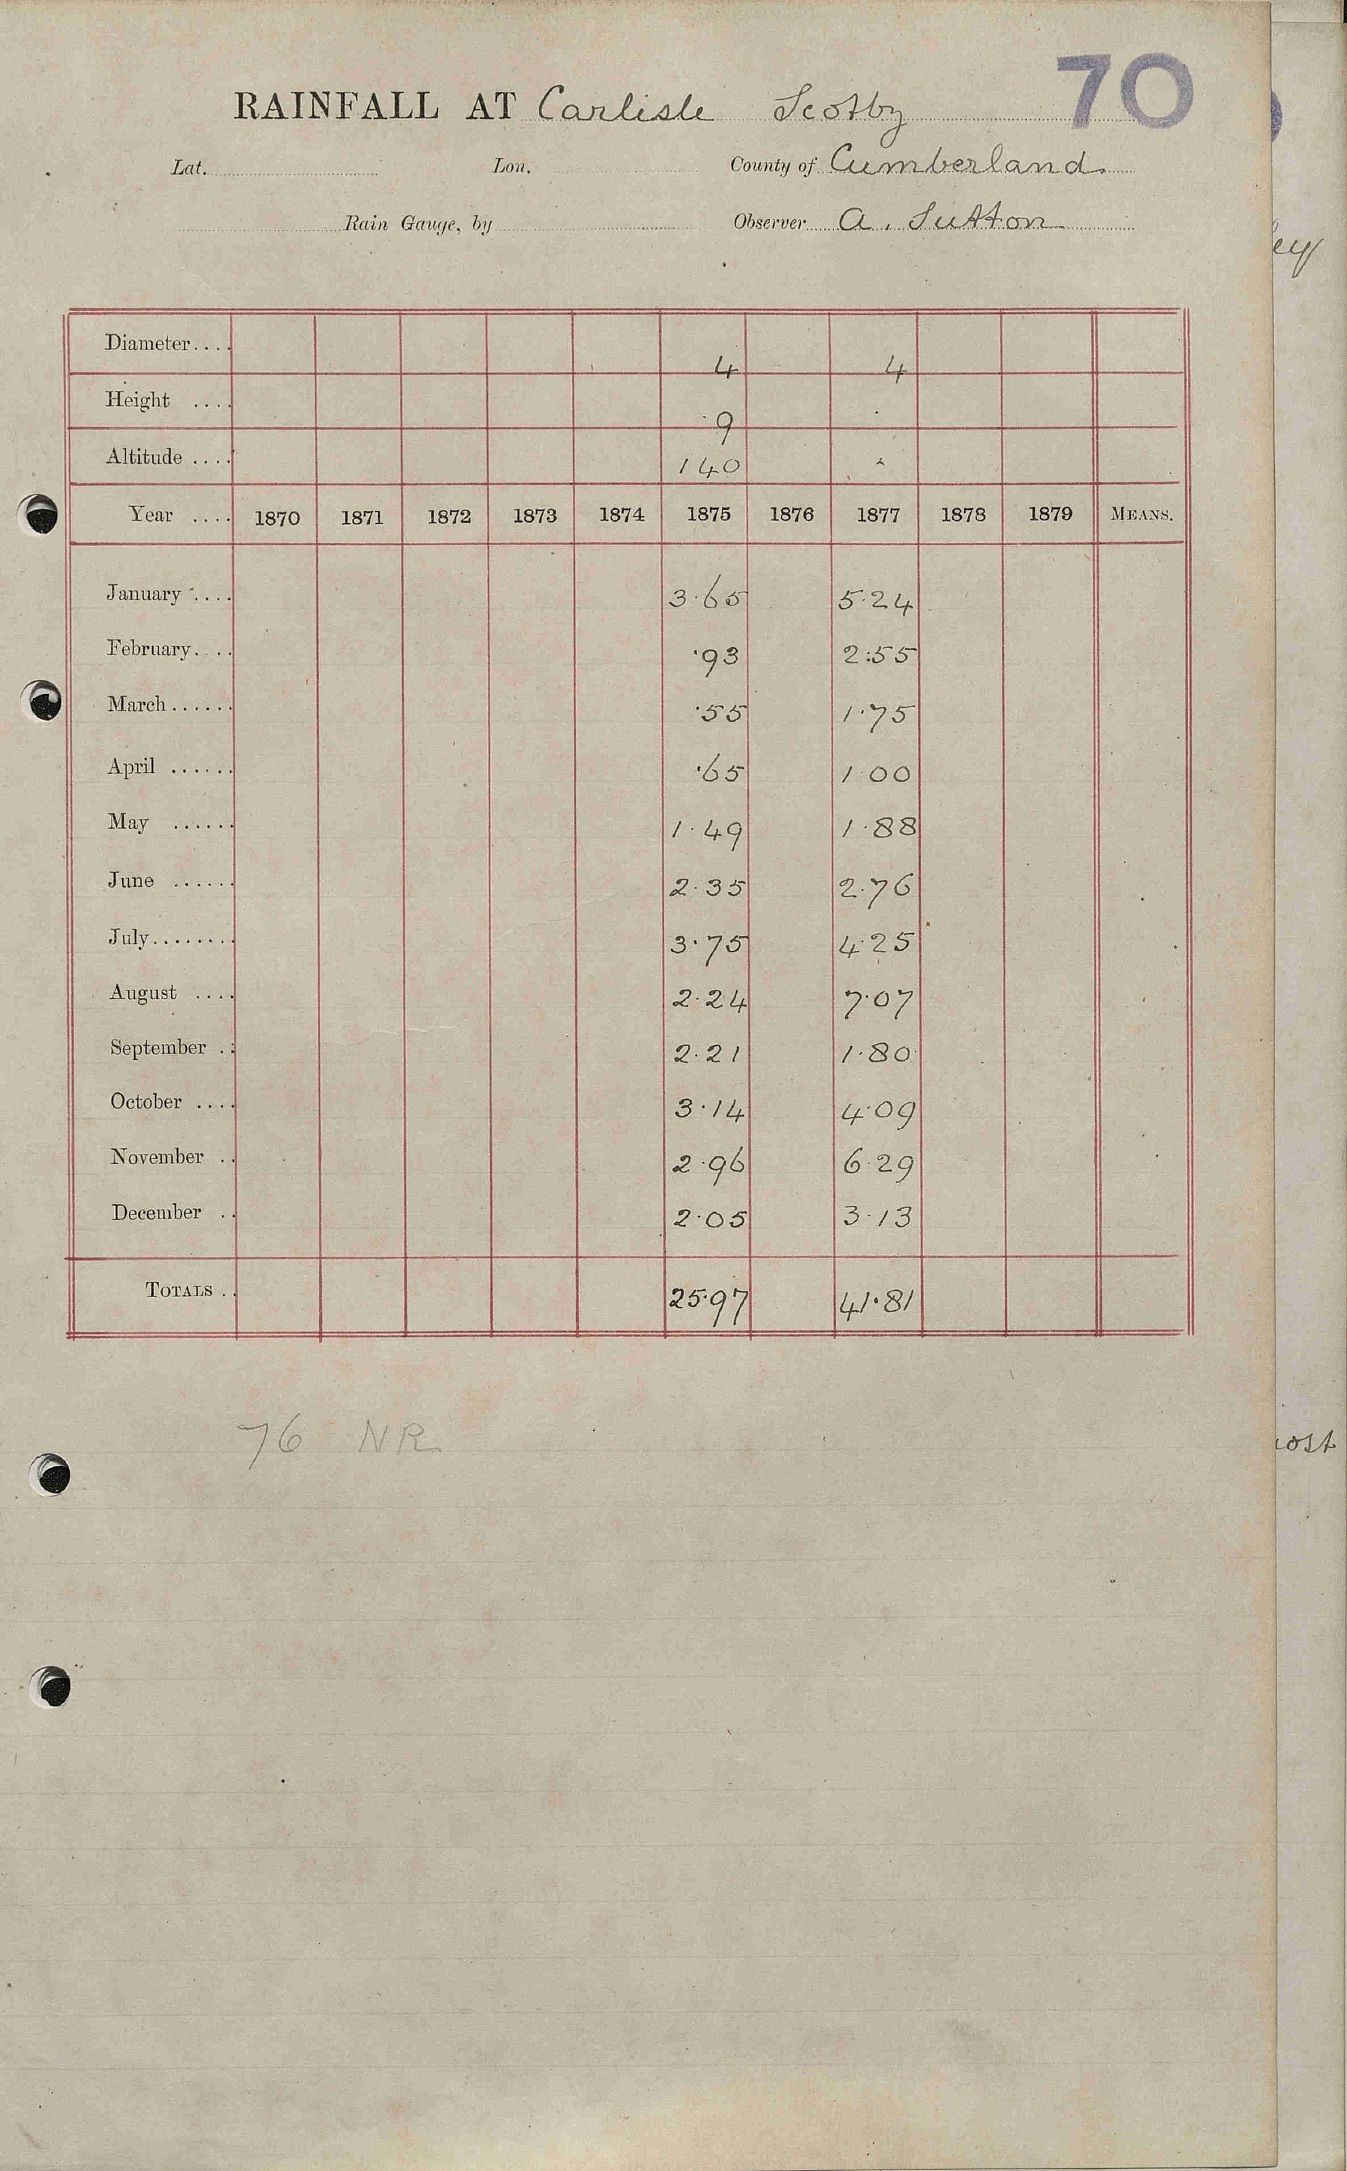 70
RAINFALL AT Carlisle Scotby
Lat. Lon. County of Cumberland
Rain Gauge, by Observer A. Sutton
Diameter.... 4 4
Height .... 9
Altitude .... 140
Year .... 1870 1871 1872 1873 1874 1875 1876 1877 1878 1879 MEANS.
January .... 3.65 5.24
February.... .93 2.55
March...... .55 1.75
April ...... .65 1.00
May ...... 1.49 1.88
June ...... 2.35 2.76
July........ 3.75 4.25
August .... 2.24 7.07
September .. 2.21 1.80
October .... 3.14 4.09
November .. 2.96 6.29
December .. 2.05 3.13
TOTALS .. 25.97 41.81
76 NR